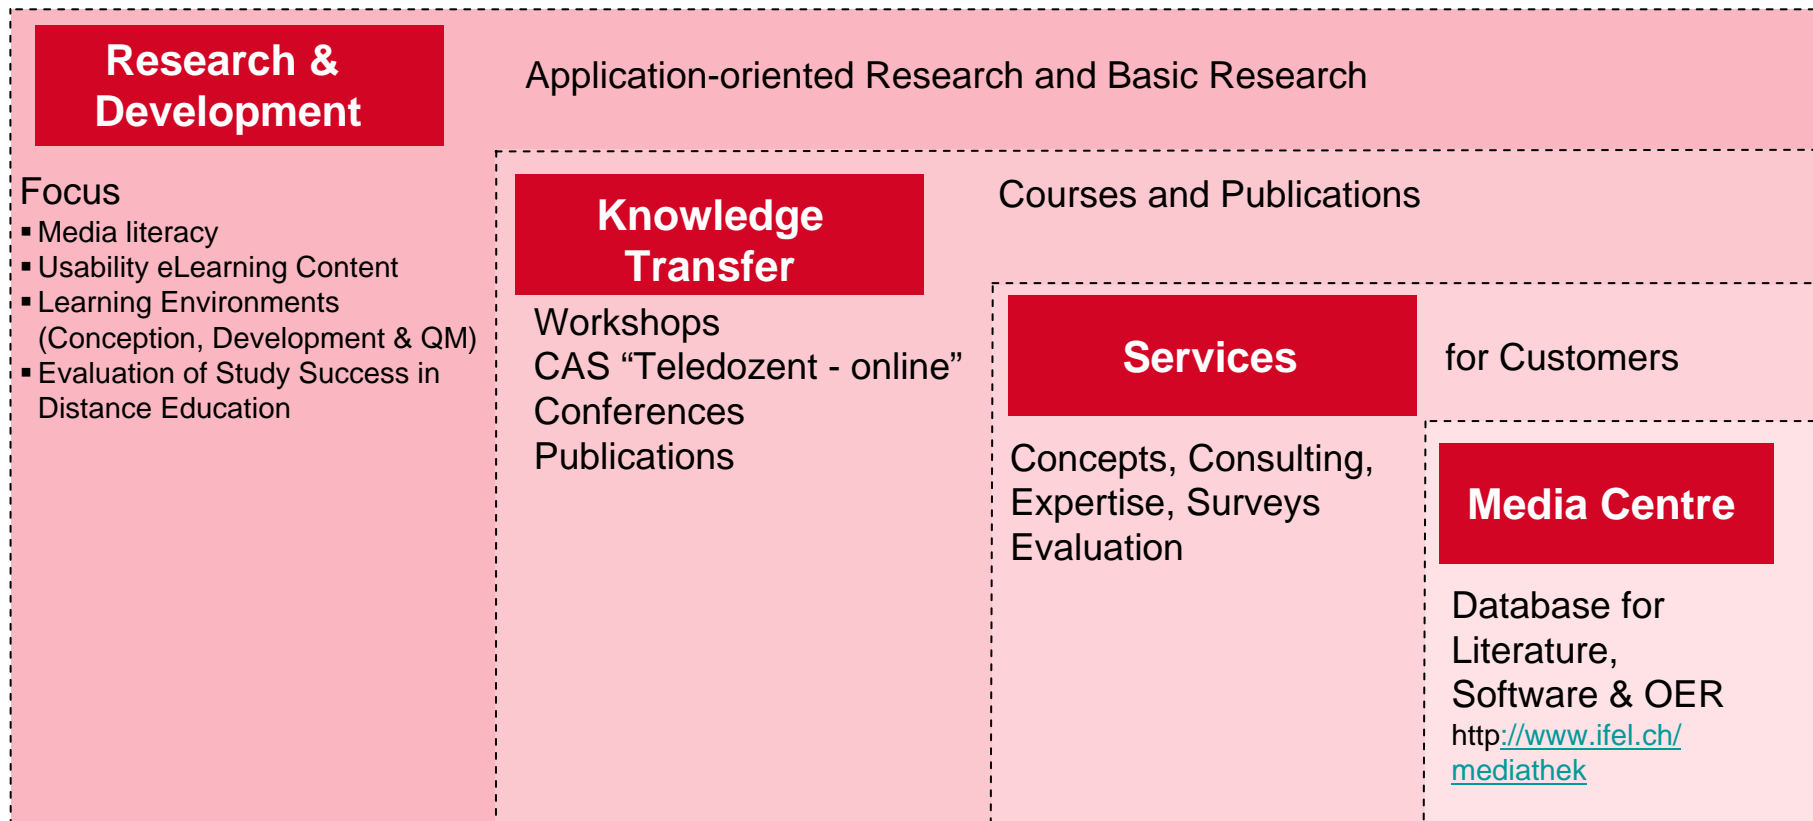 Research &
Development
Application-oriented Research and Basic Research
Focus
▪ Media literacy
▪ Usability eLearning Content
▪ Learning Environments
(Conception, Development & QM)
▪ Evaluation of Study Success in
Distance Education
Knowledge
Transfer
Courses and Publications
Workshops
CAS “Teledozent - online”
Conferences
Publications
Services
for Customers
Concepts, Consulting,
Expertise, Surveys
Evaluation
Media Centre
Database for
Literature,
Software & OER
http://www.ifel.ch/
mediathek